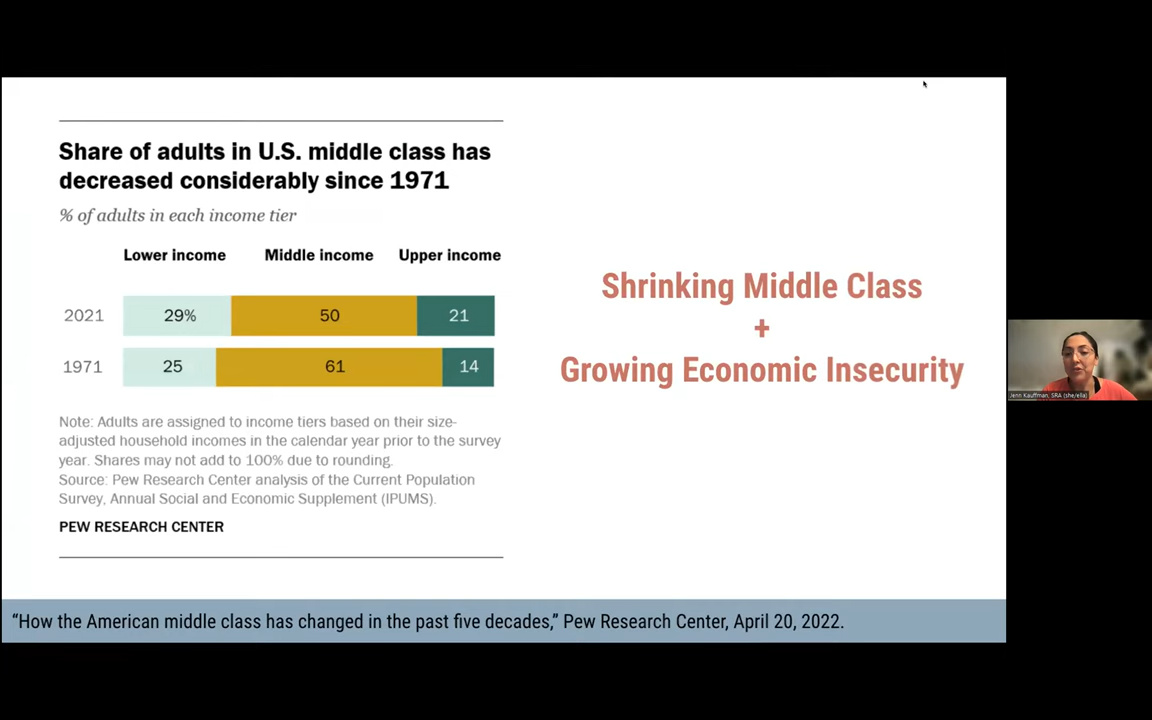 Share of adults in U.S. middle class has
decreased considerably since 1971
% of adults in each income tier
Lower income Middle income Upper income
2021 29% 50 21
1971 25 61 14
Note: Adults are assigned to income tiers based on their size-
adjusted household incomes in the calendar year prior to the survey
year. Shares may not add to 100% due to rounding.
Source: Pew Research Center analysis of the Current Population
Survey, Annual Social and Economic Supplement (IPUMS).
PEW RESEARCH CENTER
Shrinking Middle Class
+
Growing Economic Insecurity
Jenn Kauffman, SRA (she/ella)
“How the American middle class has changed in the past five decades,” Pew Research Center, April 20, 2022.